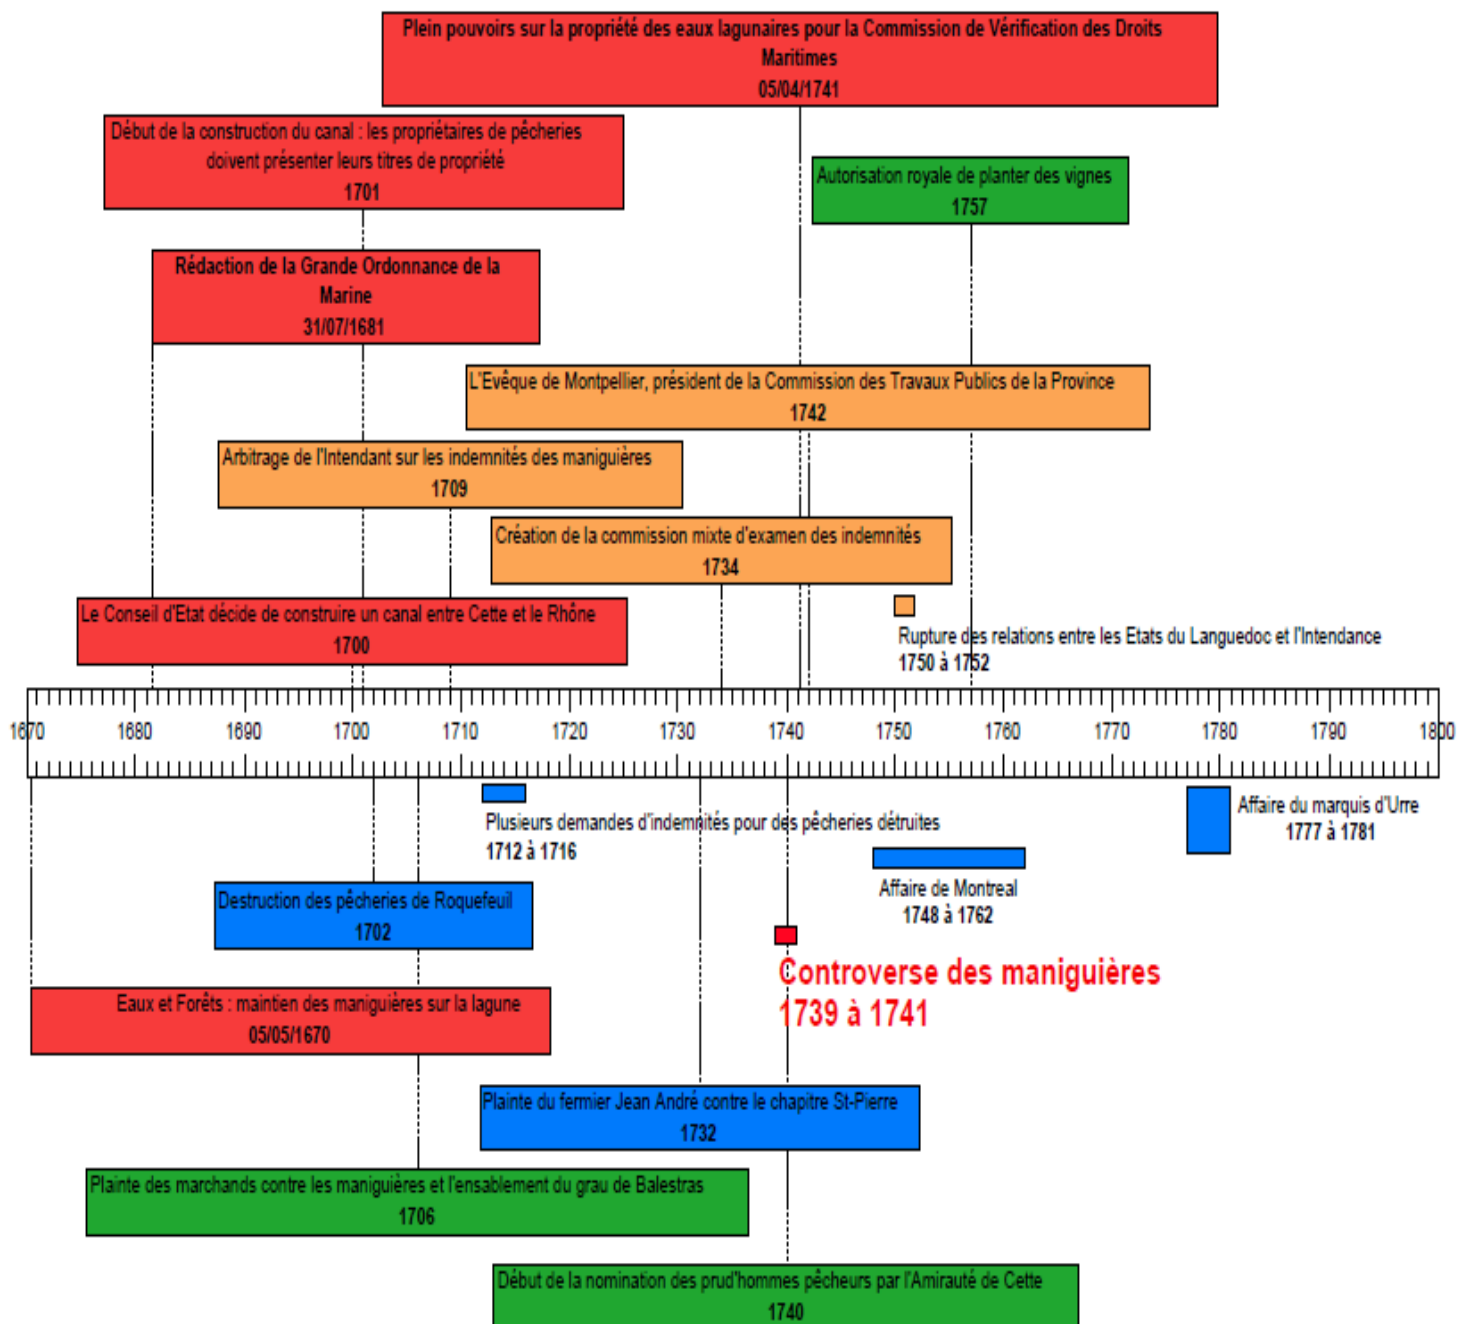 Plein pouvoirs sur la propriété des eaux lagunaires pour la Commission de Vérification des Droits
Maritimes
05/04/1741
Début de la construction du canal : les propriétaires de pêcheries
doivent présenter leurs titres de propriété
1701
Autorisation royale de planter des vignes
1757
Rédaction de la Grande Ordonnance de la
Marine
31/07/1681
L'Evêque de Montpellier, président de la Commission des Travaux Publics de la Province
1742
Arbitrage de l'Intendant sur les indemnités des maniguières
1709
Création de la commission mixte d'examen des indemnités
1734
Le Conseil d'Etat décide de construire un canal entre Cette et le Rhône
1700
Rupture des relations entre les Etats du Languedoc et l'Intendance
1750 à 1752
1670 1680 1690 1700 1710 1720 1730 1740 1750 1760 1770 1780 1790 1800
Plusieurs demandes d'indemnités pour des pêcheries détruites
1712 à 1716
Affaire du marquis d'Urre
1777 à 1781
Affaire de Montreal
1748 à 1762
Destruction des pêcheries de Roquefeuil
1702
Controverse des maniguières
1739 à 1741
Eaux et Forêts : maintien des maniguières sur la lagune
05/05/1670
Plainte du fermier Jean André contre le chapitre St-Pierre
1732
Plainte des marchands contre les maniguières et l'ensablement du grau de Balestras
1706
Début de la nomination des prud'hommes pêcheurs par l'Amirauté de Cette
1740